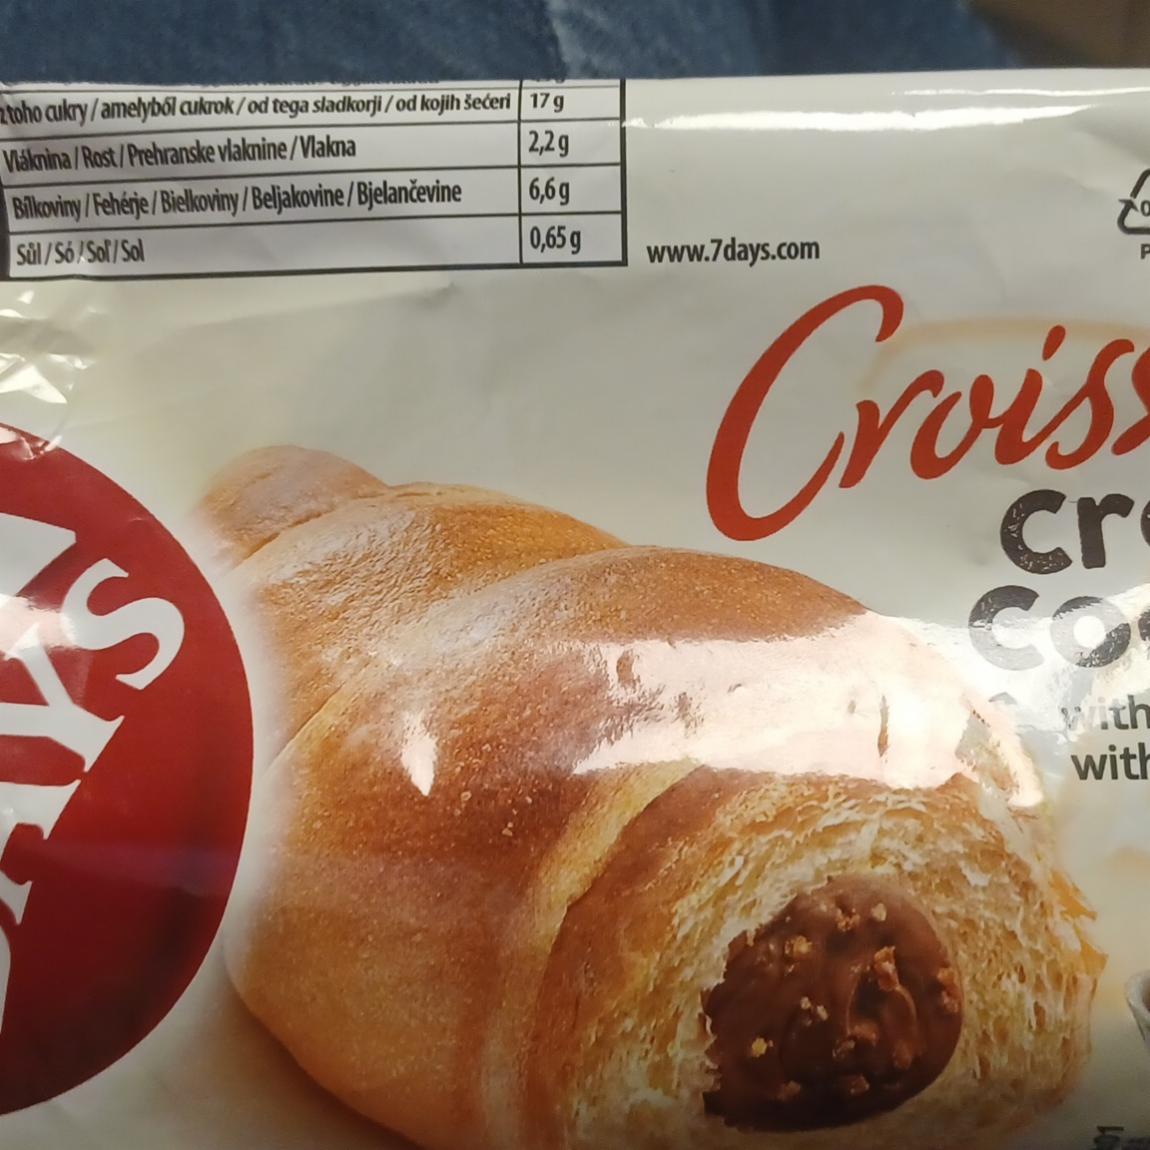 z toho cukry / amelyből cukrok / od tega sladkorji / od kojih šećeri 17 g
Vláknina / Rost / Prehranske vlaknine / Vlakna 2,2 g
Bílkoviny / Fehérje / Bielkoviny / Beljakovine / Bjelančevine 6,6 g
Sůl / Só / Soľ / Sol 0,65 g
www.7days.com
Croiss
cre
co
with
with
AYS